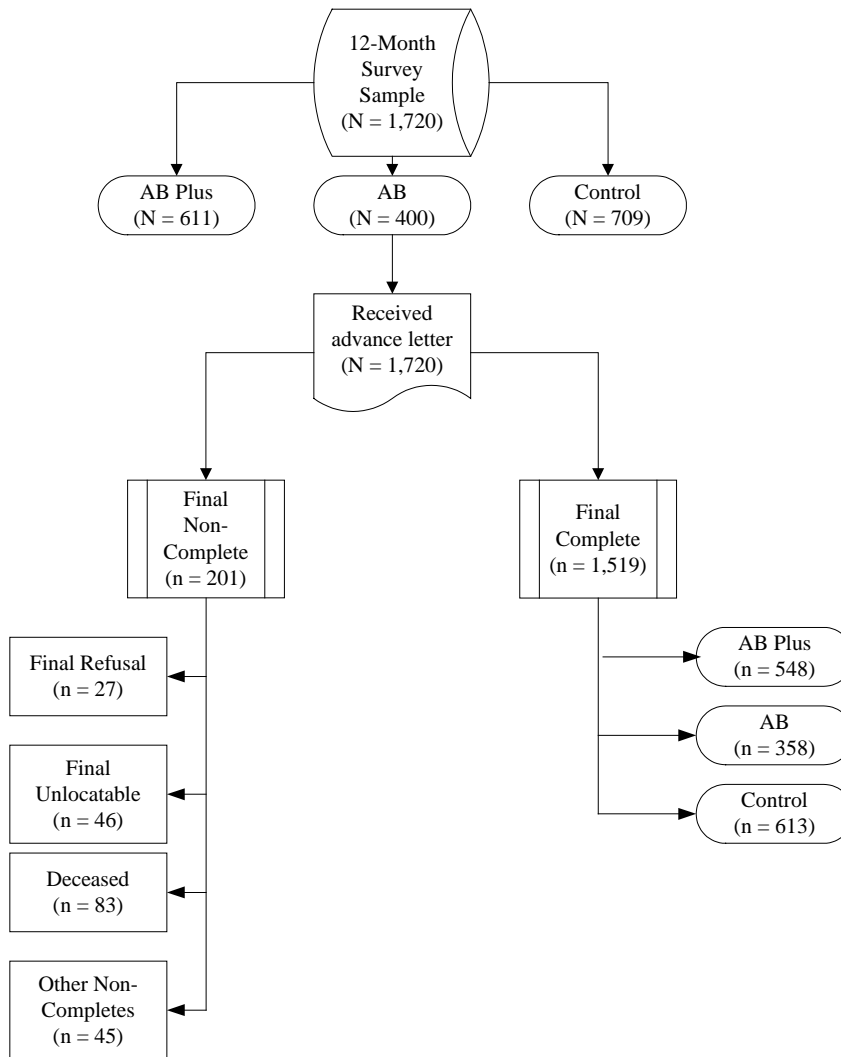 12-Month
Survey
Sample
(N = 1,720)
AB Plus
(N = 611)
AB
(N = 400)
Control
(N = 709)
Received
advance letter
(N = 1,720)
Final
Non-
Complete
(n = 201)
Final
Complete
(n = 1,519)
Final Refusal
(n = 27)
Final
Unlocatable
(n = 46)
Deceased
(n = 83)
Other Non-
Completes
(n = 45)
AB Plus
(n = 548)
AB
(n = 358)
Control
(n = 613)